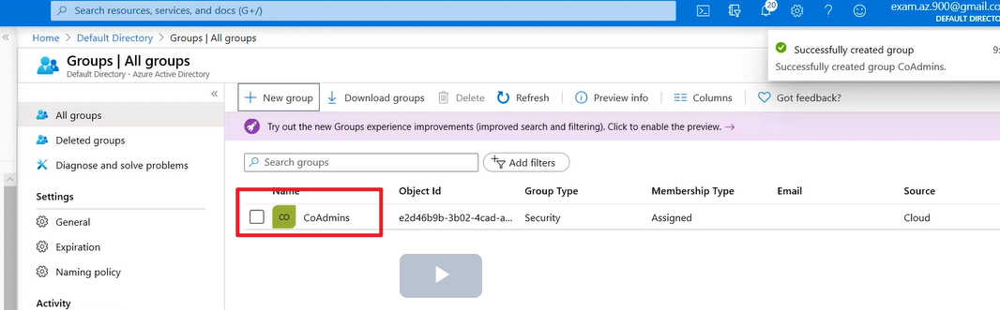 Search resources, services, and docs (G+/)
20
exam.az.900@gmail.co
DEFAULT DIRECTO
Home > Default Directory > Groups | All groups
Groups | All groups
Default Directory - Azure Active Directory
Successfully created group
9:
Successfully created group CoAdmins.
New group
Download groups
Delete
Refresh
Preview info
Columns
Got feedback?
All groups
Deleted groups
Diagnose and solve problems
Settings
General
Expiration
Naming policy
Activity
Try out the new Groups experience improvements (improved search and filtering). Click to enable the preview. →
Search groups
Add filters
Name Object Id Group Type Membership Type Email Source
CO CoAdmins e2d46b9b-3b02-4cad-a... Security Assigned Cloud